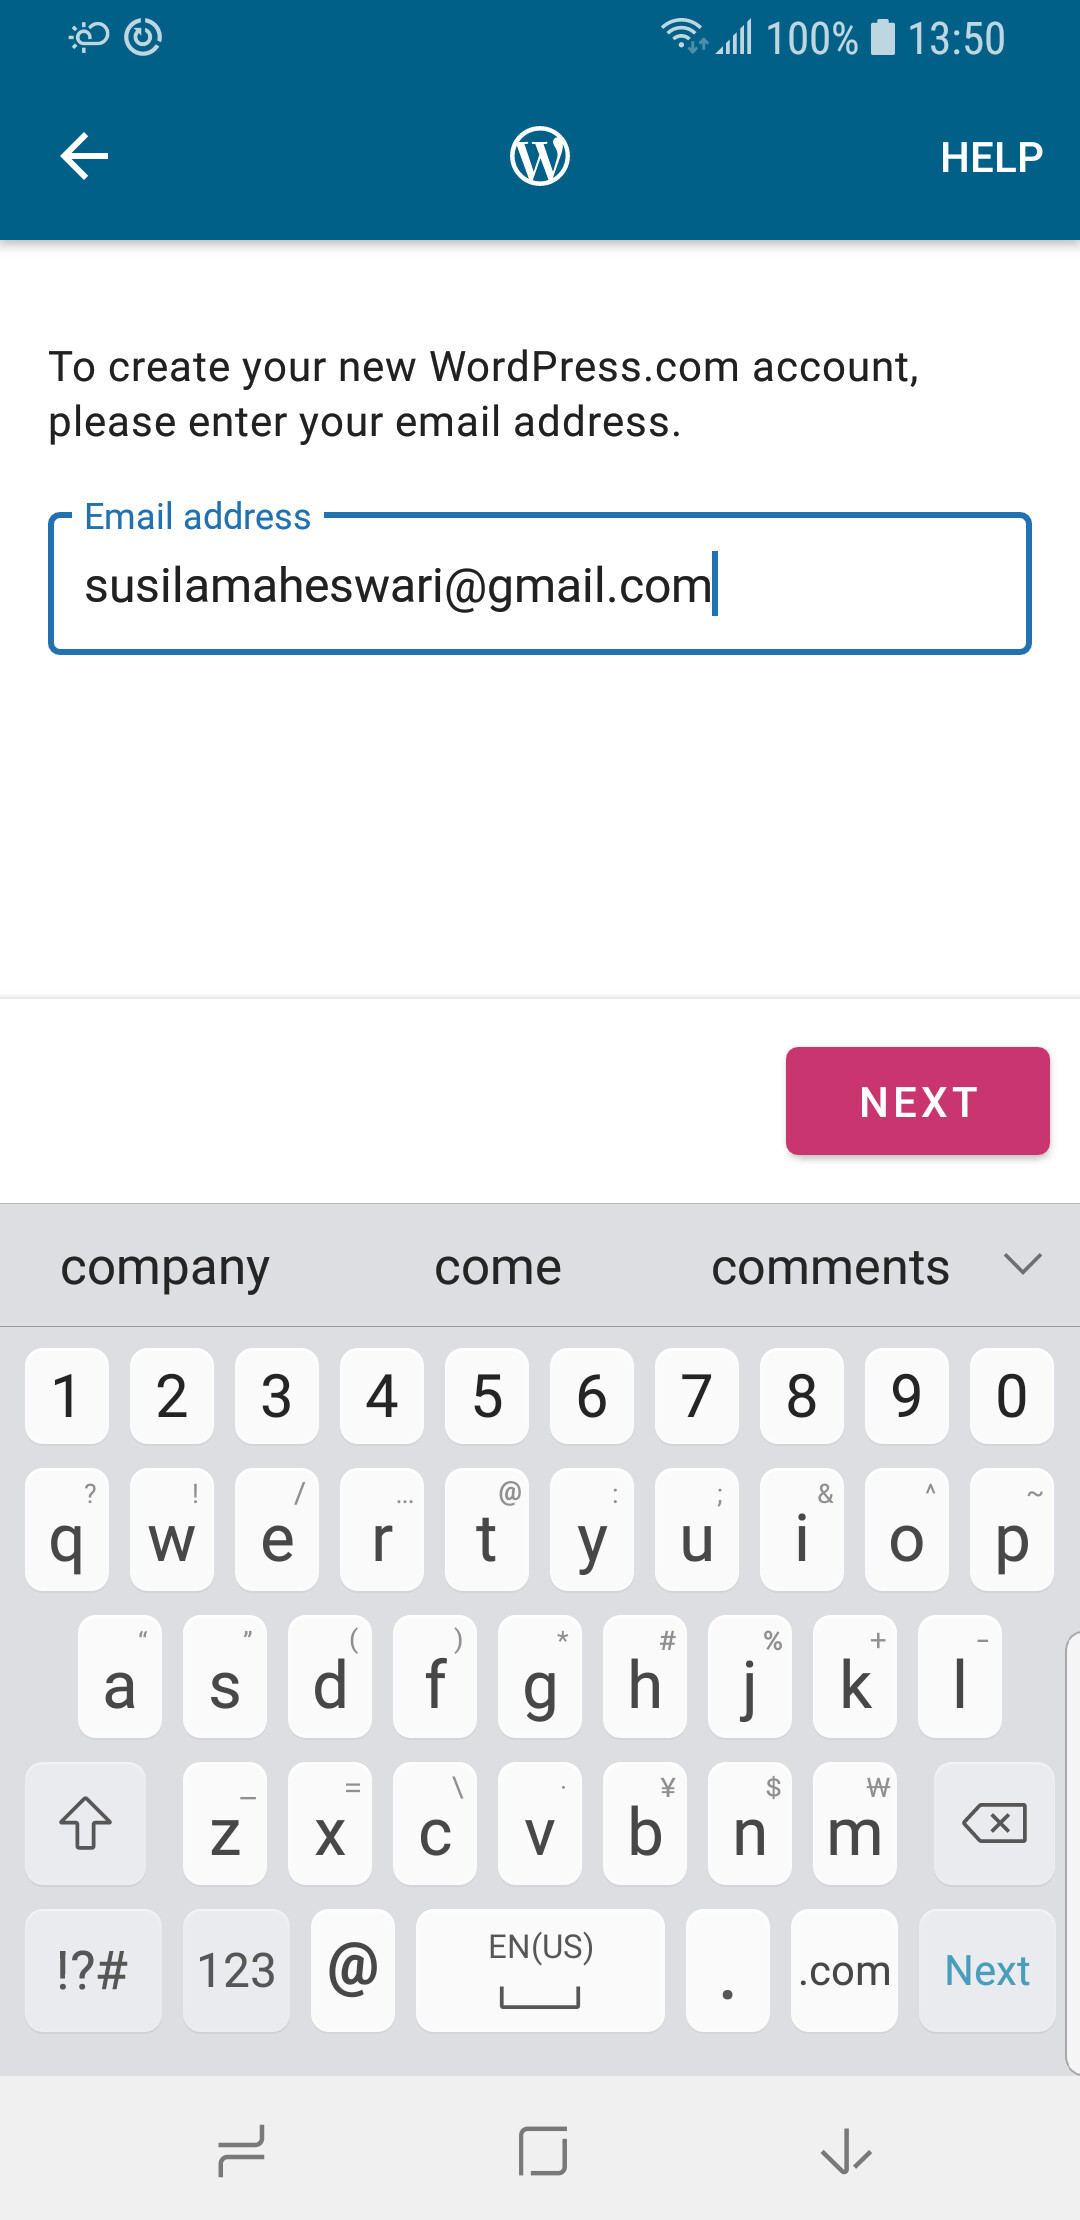 100% 13:50
HELP
To create your new WordPress.com account,
please enter your email address.
Email address
susilamaheswari@gmail.com
NEXT
company come comments
1 2 3 4 5 6 7 8 9 0
? ! / ... @ : ; & ^ ~
q w e r t y u i o p
“ ” ( ) * # % + -
a s d f g h j k l
_ = \ · ¥ $ ₩
z x c v b n m
!?# 123 @ EN(US) . .com Next